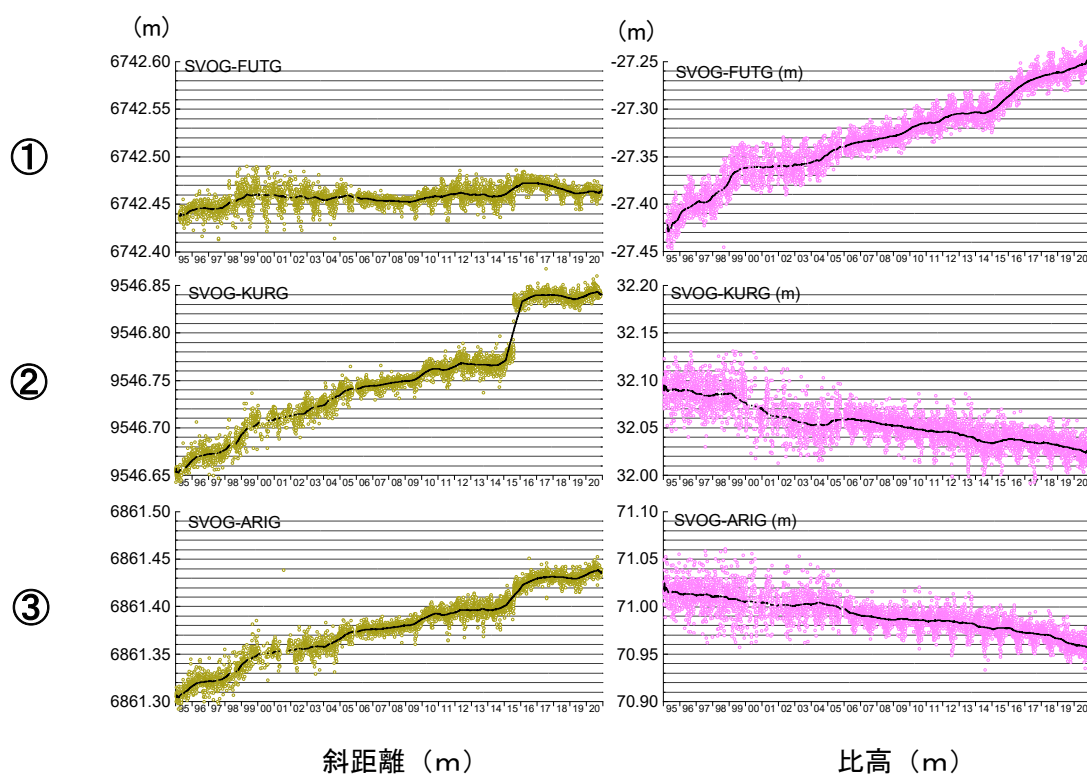 (m)
6742.60
6742.55
6742.50
6742.45
6742.40
SVOG-FUTG
95 96 97 98 99 00 01 02 03 04 05 06 07 08 09 10 11 12 13 14 15 16 17 18 19 20
(m)
-27.25
-27.30
-27.35
-27.40
-27.45
SVOG-FUTG (m)
95 96 97 98 99 00 01 02 03 04 05 06 07 08 09 10 11 12 13 14 15 16 17 18 19 20
①
9546.85
9546.80
9546.75
9546.70
9546.65
SVOG-KURG
95 96 97 98 99 00 01 02 03 04 05 06 07 08 09 10 11 12 13 14 15 16 17 18 19 20
32.20
32.15
32.10
32.05
32.00
SVOG-KURG (m)
95 96 97 98 99 00 01 02 03 04 05 06 07 08 09 10 11 12 13 14 15 16 17 18 19 20
②
6861.50
6861.45
6861.40
6861.35
6861.30
SVOG-ARIG
95 96 97 98 99 00 01 02 03 04 05 06 07 08 09 10 11 12 13 14 15 16 17 18 19 20
71.10
71.05
71.00
70.95
70.90
SVOG-ARIG (m)
95 96 97 98 99 00 01 02 03 04 05 06 07 08 09 10 11 12 13 14 15 16 17 18 19 20
③
斜距離（ｍ）
比高（ｍ）